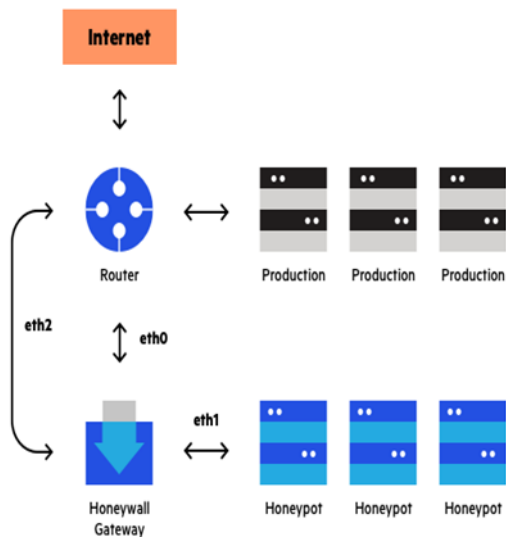 Internet
Router
Production
Production
Production
eth2
eth0
eth1
Honeywall
Gateway
Honeypot
Honeypot
Honeypot